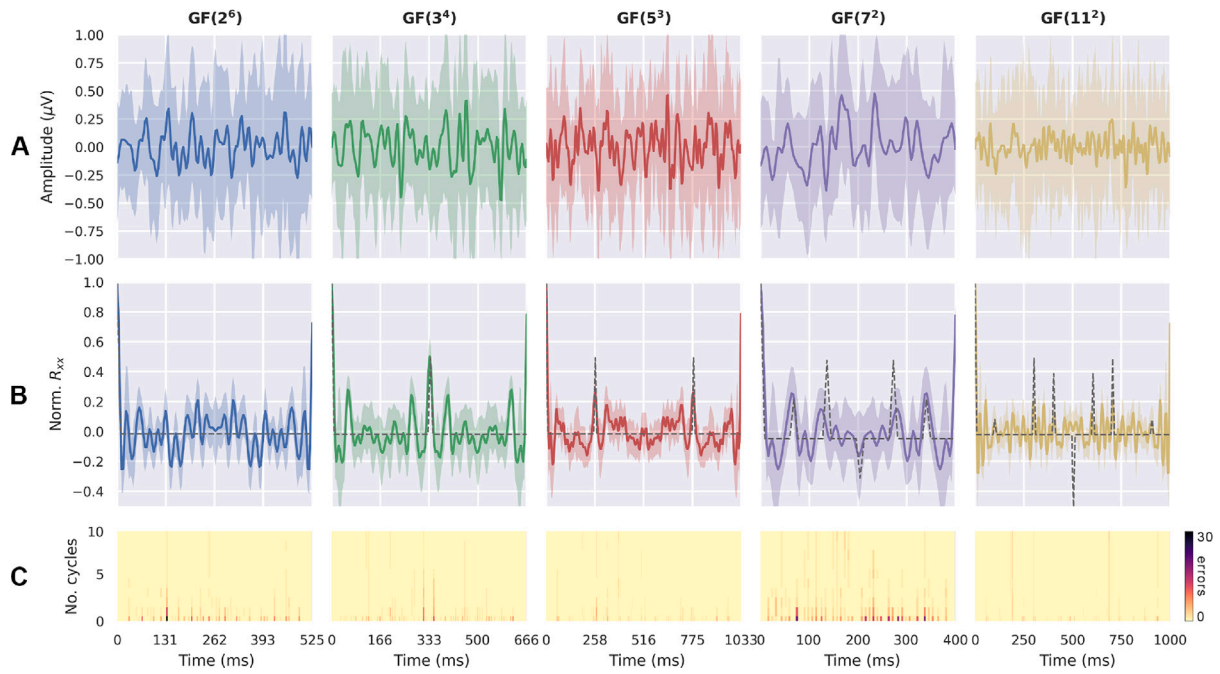 GF(2⁶) GF(3⁴) GF(5³) GF(7²) GF(11²)
A
Amplitude (μV)
1.00
0.75
0.50
0.25
0.00
−0.25
−0.50
−0.75
−1.00
B
Norm. Rxx
1.0
0.8
0.6
0.4
0.2
0.0
−0.2
−0.4
C
No. cycles
10
5
0
30
errors
0
0 131 262 393 525 0 166 333 500 666 0 258 516 775 1033 0 100 200 300 400 0 250 500 750 1000
Time (ms) Time (ms) Time (ms) Time (ms) Time (ms)